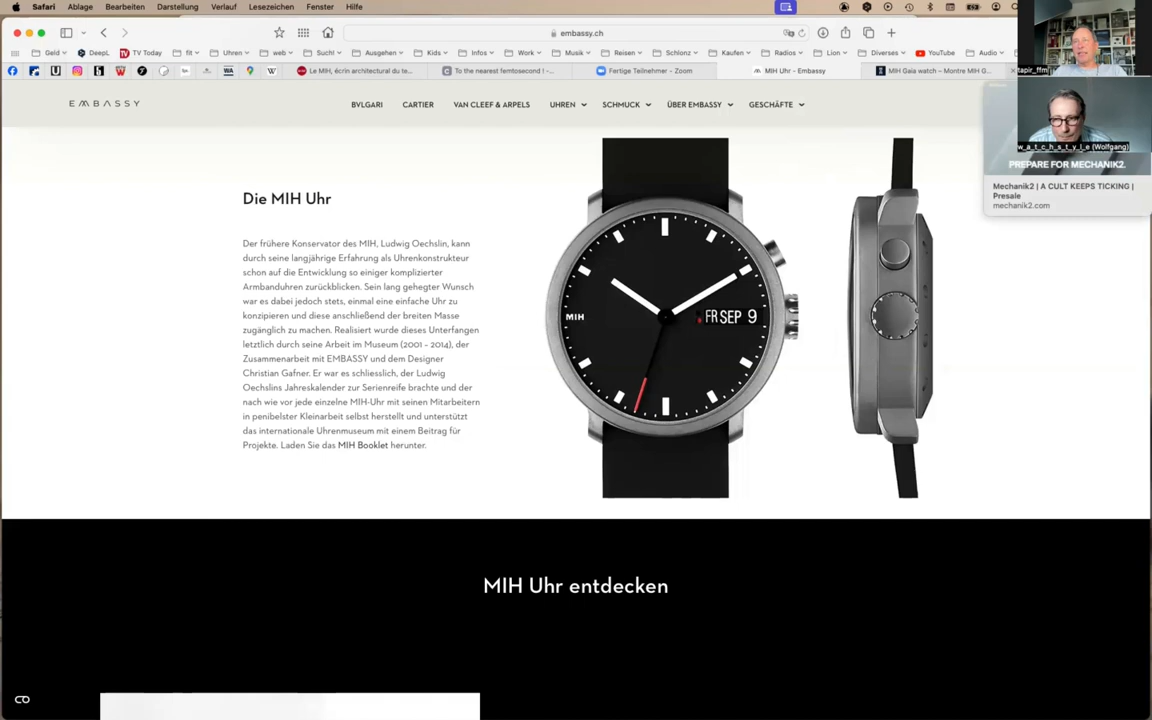 Safari Ablage Bearbeiten Darstellung Verlauf Lesezeichen Fenster Hilfe
embassy.ch
Geld DeepL TV Today fit Uhren web Such! Ausgehen Kids Infos Work Musik Reisen Schlonz Kaufen Radios Lion Diverses YouTube Audio
Le MIH, écrin architectural du te... To the nearest femtosecond ! -... Fertige Teilnehmer - Zoom MIH Uhr - Embassy MIH Gaia watch – Montre MIH G...
tapir_ffm
w_a_t_c_h_s_t_y_l_e (Wolfgang)
PREPARE FOR MECHANIK2.
Mechanik2 | A CULT KEEPS TICKING |
Presale
mechanik2.com
EMBASSY
BVLGARI CARTIER VAN CLEEF & ARPELS UHREN SCHMUCK ÜBER EMBASSY GESCHÄFTE
Die MIH Uhr
Der frühere Konservator des MIH, Ludwig Oechslin, kann
durch seine langjährige Erfahrung als Uhrenkonstrukteur
schon auf die Entwicklung so einiger komplizierter
Armbanduhren zurückblicken. Sein lang gehegter Wunsch
war es dabei jedoch stets, einmal eine einfache Uhr zu
konzipieren und diese anschließend der breiten Masse
zugänglich zu machen. Realisiert wurde dieses Unterfangen
letztlich durch seine Arbeit im Museum (2001 – 2014), der
Zusammenarbeit mit EMBASSY und dem Designer
Christian Gafner. Er war es schliesslich, der Ludwig
Oechslins Jahreskalender zur Serienreife brachte und der
nach wie vor jede einzelne MIH-Uhr mit seinen Mitarbeitern
in penibelster Kleinarbeit selbst herstellt und unterstützt
das internationale Uhrenmuseum mit einem Beitrag für
Projekte. Laden Sie das MIH Booklet herunter.
MIH
FR SEP 9
MIH Uhr entdecken